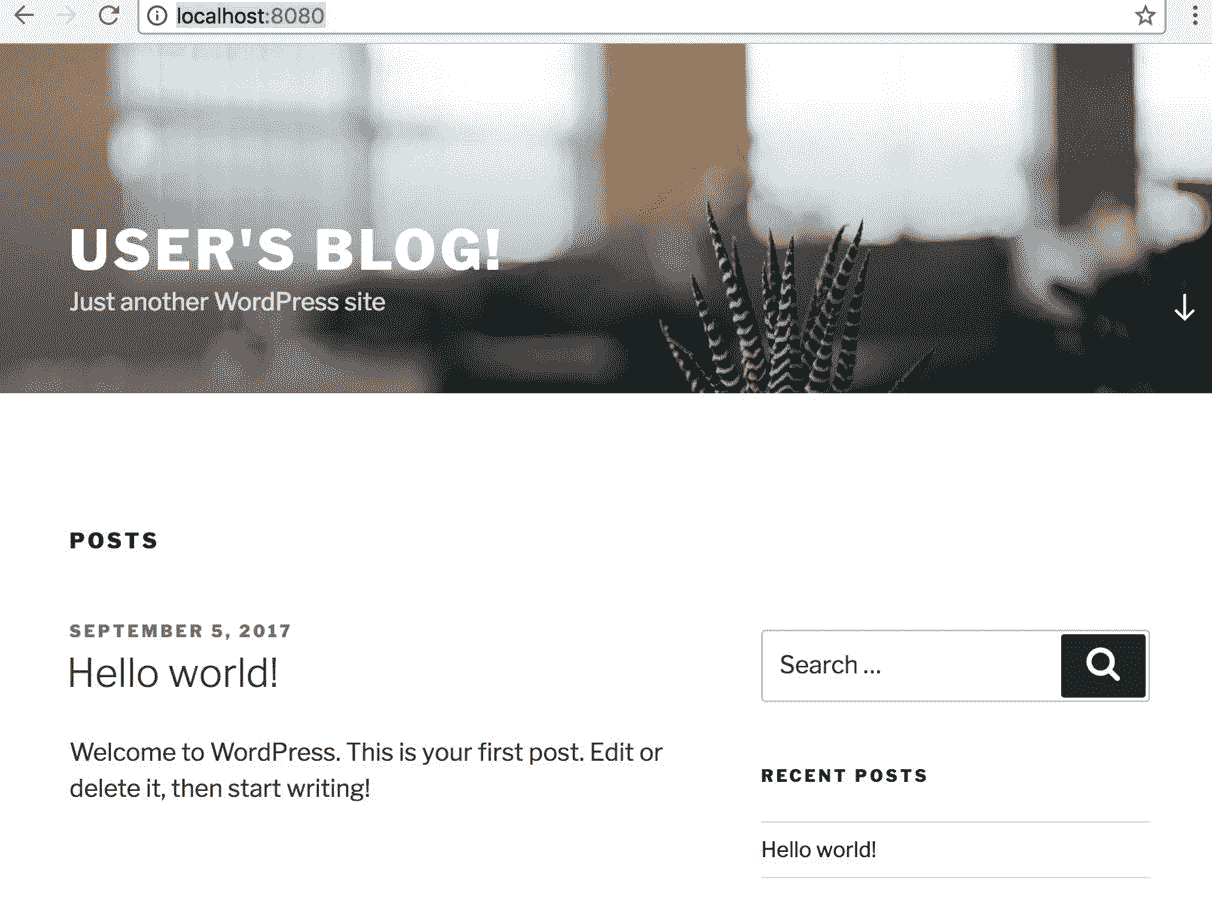 localhost:8080
USER'S BLOG!
Just another WordPress site
POSTS
SEPTEMBER 5, 2017
Hello world!
Welcome to WordPress. This is your first post. Edit or
delete it, then start writing!
Search ...
RECENT POSTS
Hello world!